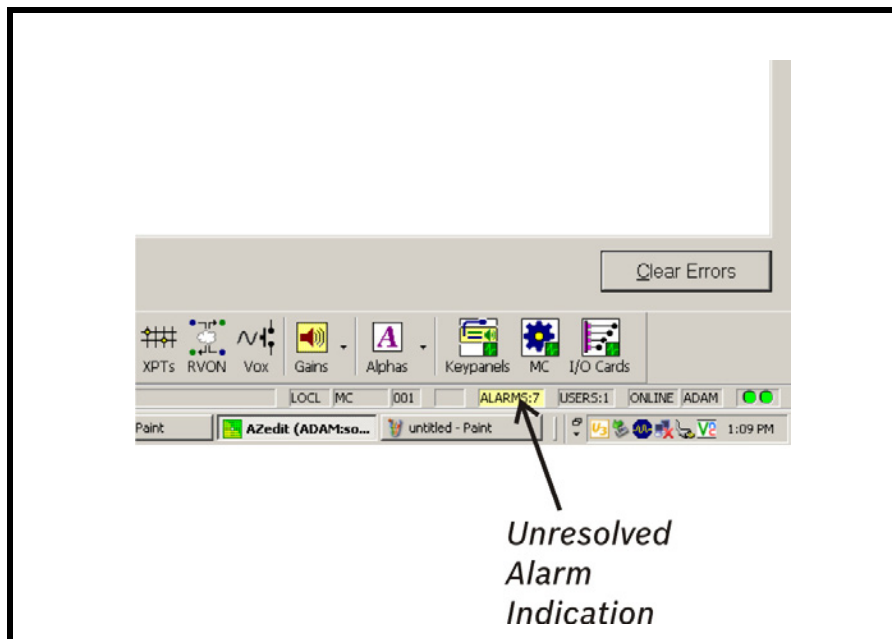 Clear Errors
XPTs RVON Vox Gains Alphas Keypanels MC I/O Cards
LOCL MC 001 ALARMS:7 USERS:1 ONLINE ADAM
Paint AZedit (ADAM:so... untitled - Paint 1:09 PM
Unresolved
Alarm
Indication